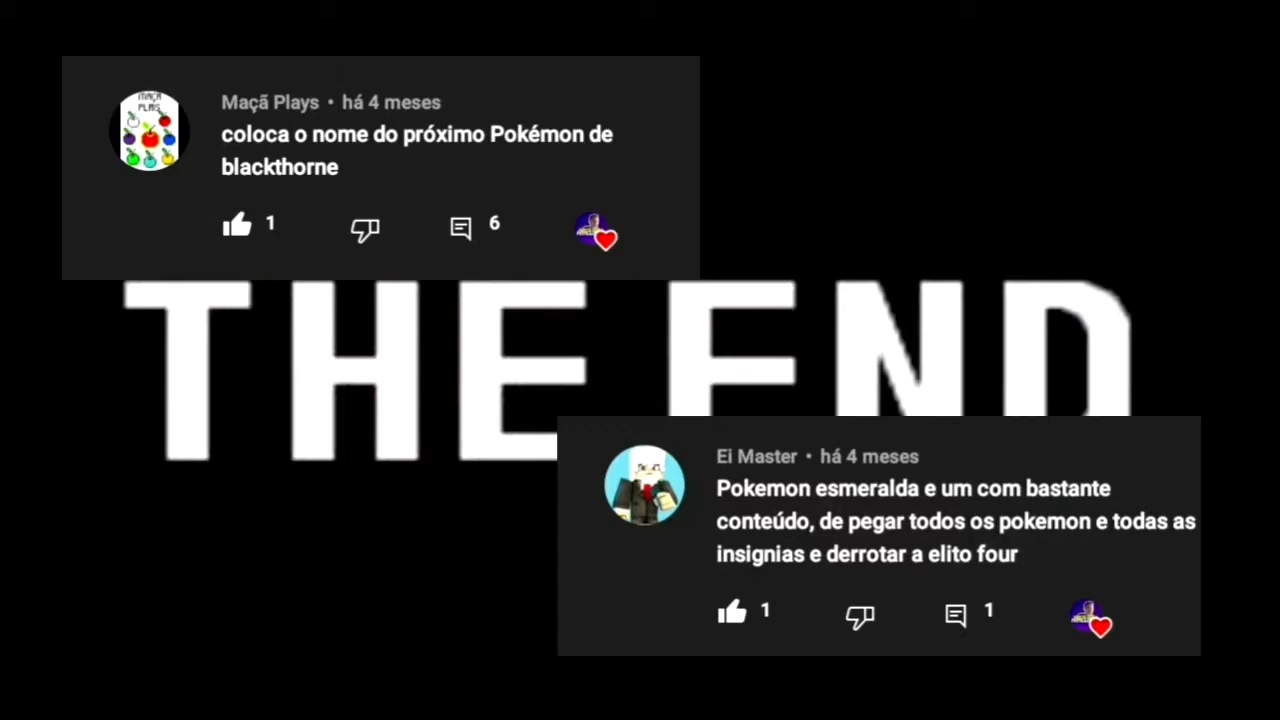 MAÇÃ
PLAIS
Maçã Plays • há 4 meses
coloca o nome do próximo Pokémon de
blackthorne
1 6
THE END
Ei Master • há 4 meses
Pokemon esmeralda e um com bastante
conteúdo, de pegar todos os pokemon e todas as
insignias e derrotar a elito four
1 1